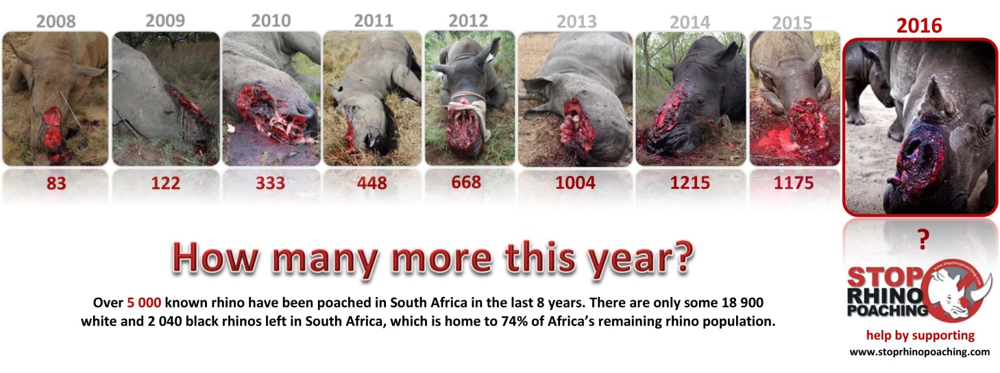 2008
2009
2010
2011
2012
2013
2014
2015
2016
83
122
333
448
668
1004
1215
1175
?
How many more this year?
Over 5 000 known rhino have been poached in South Africa in the last 8 years. There are only some 18 900
white and 2 040 black rhinos left in South Africa, which is home to 74% of Africa's remaining rhino population.
STOP
RHINO
POACHING
www.stoprhinopoaching.com
help by supporting
www.stoprhinopoaching.com